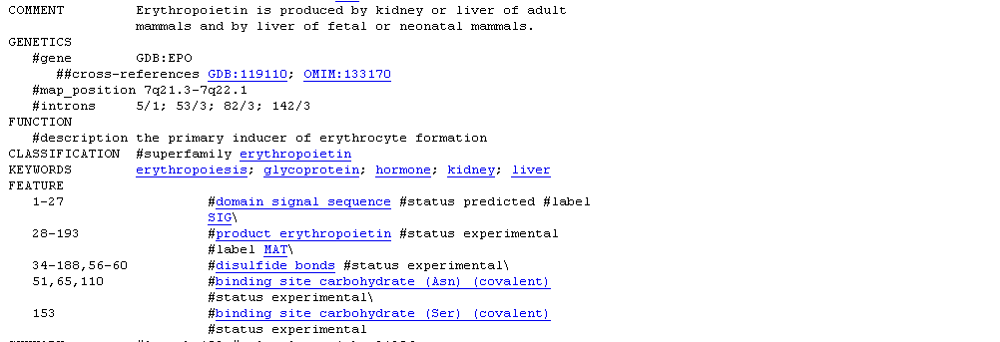 COMMENT Erythropoietin is produced by kidney or liver of adult
mammals and by liver of fetal or neonatal mammals.
GENETICS
#gene GDB:EPO
##cross-references GDB:119110; OMIM:133170
#map_position 7q21.3-7q22.1
#introns 5/1; 53/3; 82/3; 142/3
FUNCTION
#description the primary inducer of erythrocyte formation
CLASSIFICATION #superfamily erythropoietin
KEYWORDS erythropoiesis; glycoprotein; hormone; kidney; liver
FEATURE
1-27 #domain signal sequence #status predicted #label
SIG\
28-193 #product erythropoietin #status experimental
#label MAT\
34-188,56-60 #disulfide bonds #status experimental\
51,65,110 #binding site carbohydrate (Asn) (covalent)
#status experimental\
153 #binding site carbohydrate (Ser) (covalent)
#status experimental